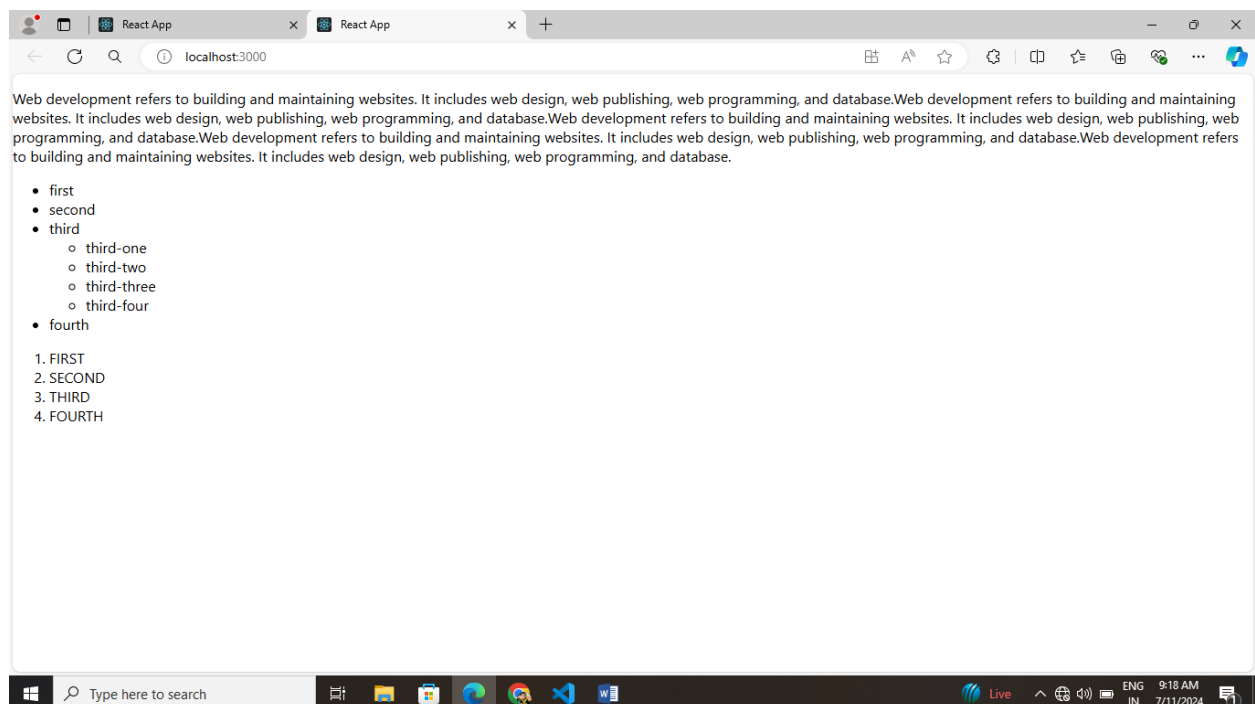 React App
React App
localhost:3000
Web development refers to building and maintaining websites. It includes web design, web publishing, web programming, and database.Web development refers to building and maintaining
websites. It includes web design, web publishing, web programming, and database.Web development refers to building and maintaining websites. It includes web design, web publishing, web
programming, and database.Web development refers to building and maintaining websites. It includes web design, web publishing, web programming, and database.Web development refers
to building and maintaining websites. It includes web design, web publishing, web programming, and database.
• first
• second
• third
◦ third-one
◦ third-two
◦ third-three
◦ third-four
• fourth
1. FIRST
2. SECOND
3. THIRD
4. FOURTH
Type here to search
Live
ENG
IN
9:18 AM
7/11/2024
1